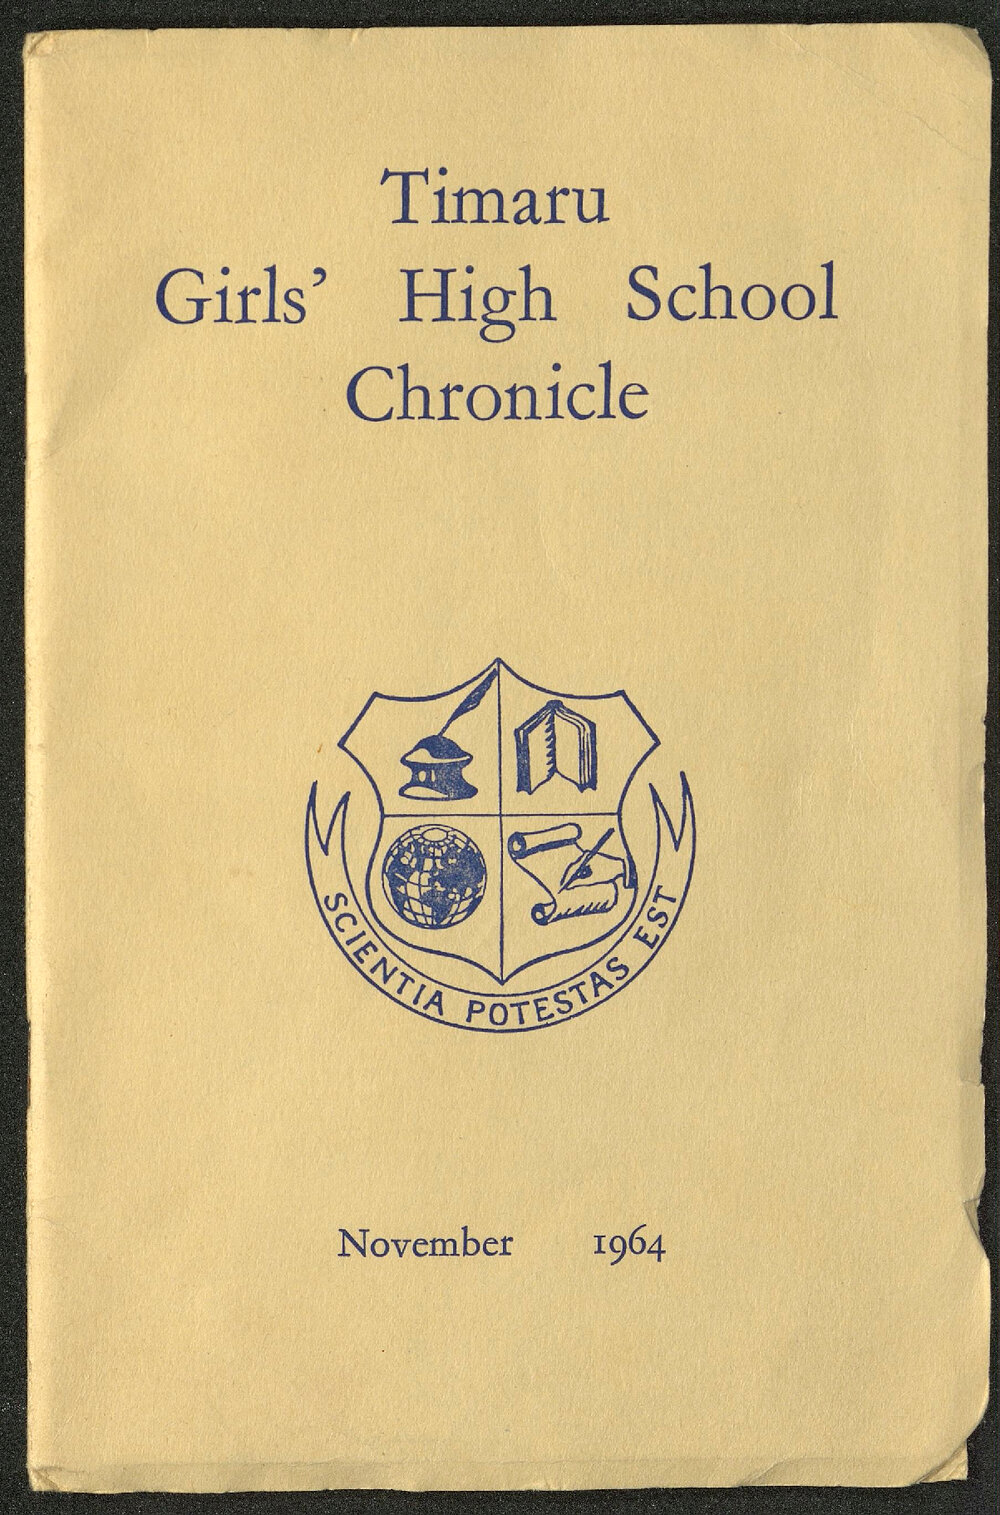 Timaru
Girls’ High School
Chronicle
SCIENTIA POTESTAS EST
November 1964